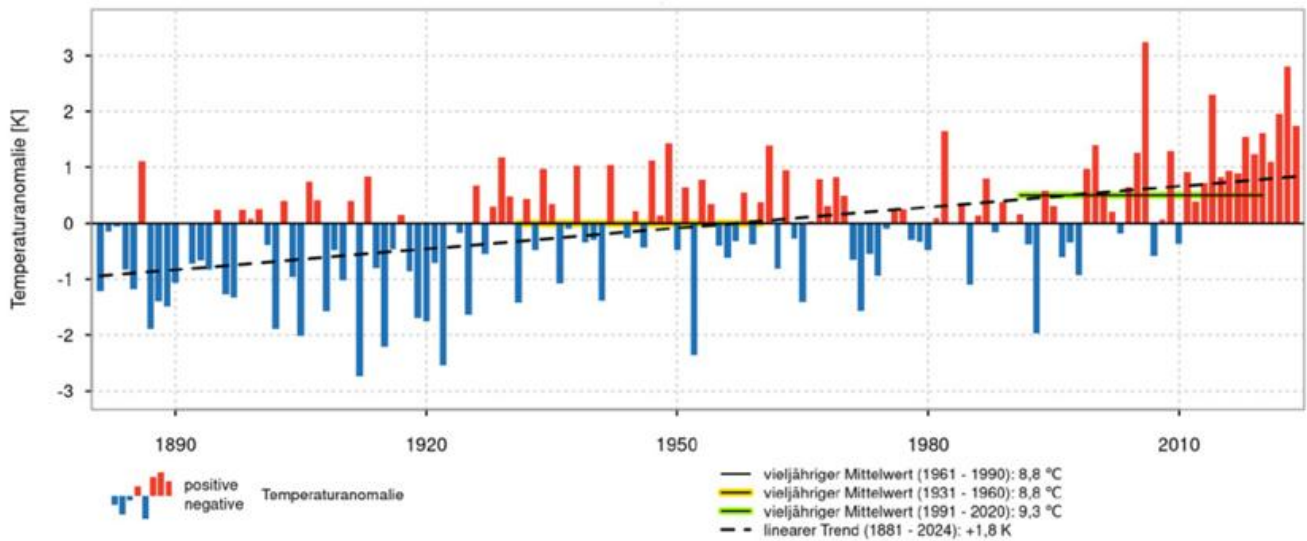 Temperaturanomalie [K]
3
2
1
0
-1
-2
-3
1890
1920
1950
1980
2010
positive
negative
Temperaturanomalie
vieljähriger Mittelwert (1961 - 1990): 8,8 °C
vieljähriger Mittelwert (1931 - 1960): 8,8 °C
vieljähriger Mittelwert (1991 - 2020): 9,3 °C
linearer Trend (1881 - 2024): +1,8 K